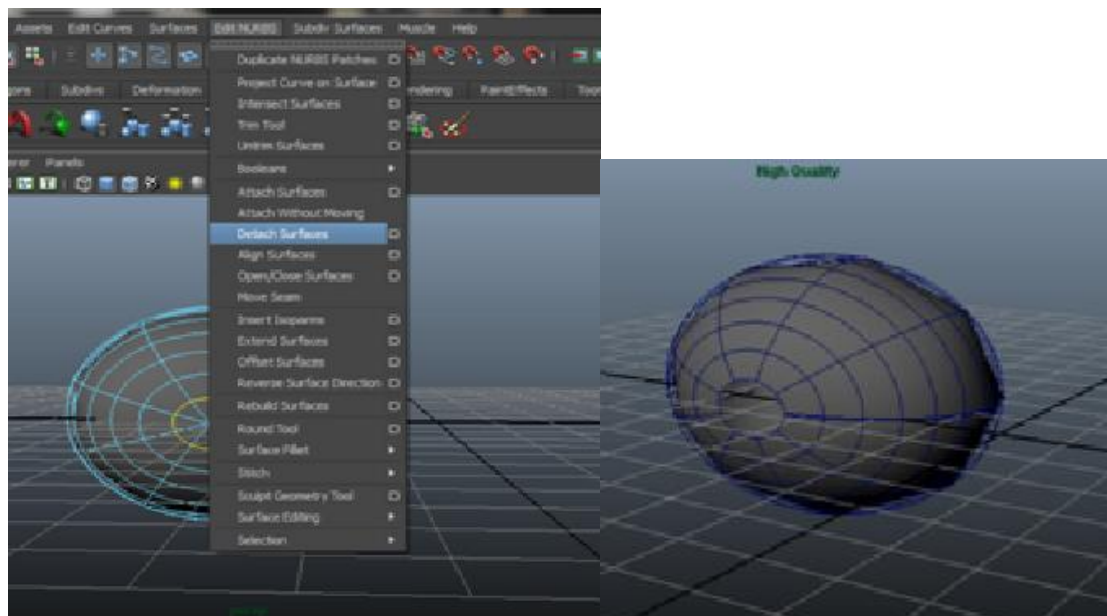 Assets Edit Curves Surfaces Edit NURBS Subdiv Surfaces Muscle Help
Subdivs Deformation
PaintEffects
Panels
Duplicate NURBS Patches
Project Curve on Surface
Intersect Surfaces
Trim Tool
Untrim Surfaces
Booleans
Attach Surfaces
Attach Without Moving
Detach Surfaces
Align Surfaces
Open/Close Surfaces
Move Seam
Insert Isoparms
Extend Surfaces
Offset Surfaces
Reverse Surface Direction
Rebuild Surfaces
Round Tool
Surface Fillet
Stitch
Sculpt Geometry Tool
Surface Editing
Selection
persp
High Quality